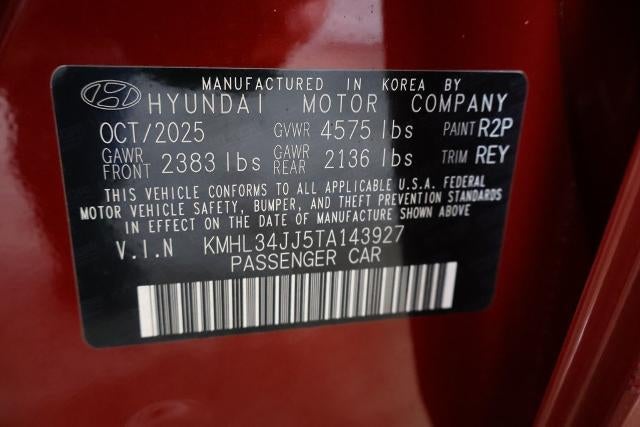 MANUFACTURED IN KOREA BY
HYUNDAI MOTOR COMPANY
OCT/2025 GVWR 4575 lbs PAINT R2P
GAWR FRONT 2383 lbs GAWR REAR 2136 lbs TRIM REY
THIS VEHICLE CONFORMS TO ALL APPLICABLE U.S.A. FEDERAL
MOTOR VEHICLE SAFETY, BUMPER, AND THEFT PREVENTION STANDARDS
IN EFFECT ON THE DATE OF MANUFACTURE SHOWN ABOVE
V.I.N KMHL34JJ5TA143927
PASSENGER CAR